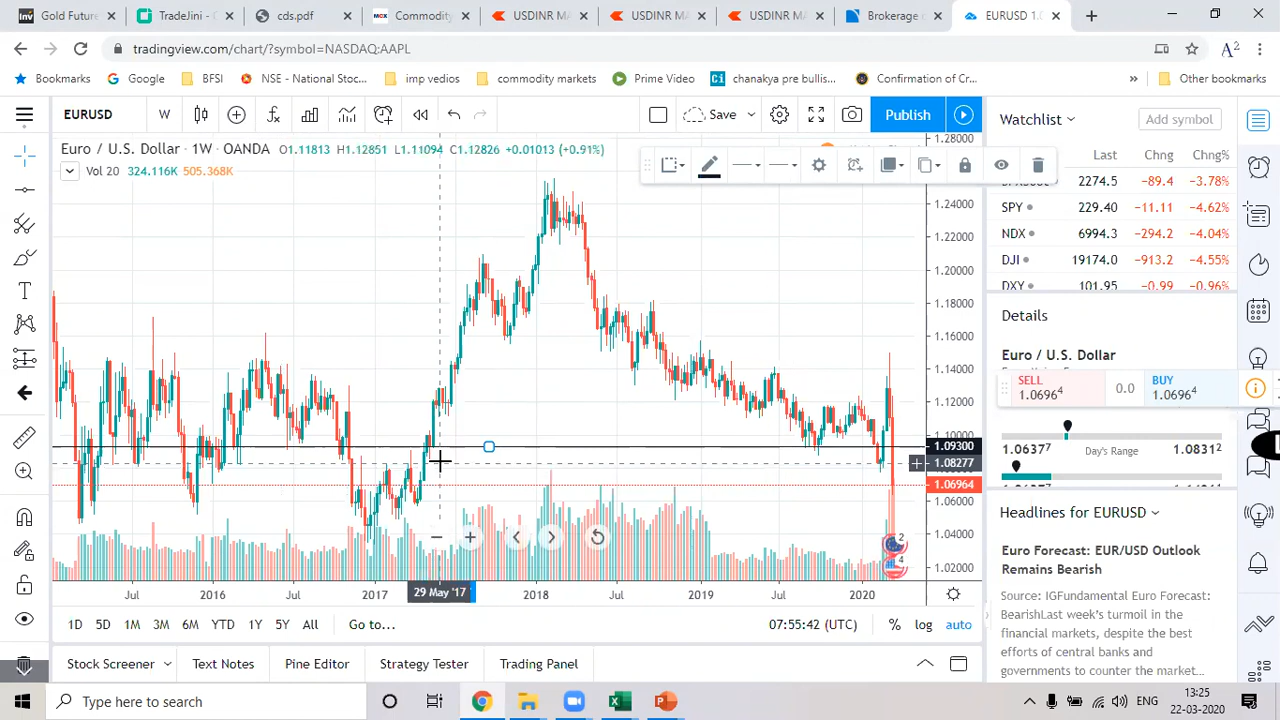 Gold Future
TradeJini - C
cds.pdf
Commodity
USDINR MA
USDINR MA
USDINR MA
Brokerage
EURUSD 1.0
tradingview.com/chart/?symbol=NASDAQ:AAPL
Bookmarks
Google
BFSI
NSE - National Stoc...
imp vedios
commodity markets
Prime Video
chanakya pre bullis...
Confirmation of Cr...
»
Other bookmarks
EURUSD
W
Save
Publish
Watchlist
Add symbol
Euro / U.S. Dollar · 1W · OANDA O1.11813 H1.12851 L1.11094 C1.12826 +0.01013 (+0.91%)
Vol 20 324.116K 505.368K
1.28000
1.24000
1.22000
1.20000
1.18000
1.16000
1.14000
1.12000
1.10000
1.09300
1.08277
1.06964
1.06000
1.04000
1.02000
Last Chng Chng%
2274.5 −89.4 −3.78%
SPY 229.40 −11.11 −4.62%
NDX 6994.3 −294.2 −4.04%
DJI 19174.0 −913.2 −4.55%
DXY 101.95 −0.99 −0.96%
Details
Euro / U.S. Dollar
SELL
1.06964
0.0
BUY
1.06964
1.06377 Day's Range 1.08312
Headlines for EURUSD
Euro Forecast: EUR/USD Outlook
Remains Bearish
Source: IGFundamental Euro Forecast:
BearishLast week's turmoil in the
financial markets, despite the best
efforts of central banks and
governments to counter the market...
2
4
Jul
2016
Jul
2017
29 May '17
2018
Jul
2019
Jul
2020
1D 5D 1M 3M 6M YTD 1Y 5Y All Go to...
07:55:42 (UTC) % log auto
Stock Screener
Text Notes
Pine Editor
Strategy Tester
Trading Panel
Type here to search
13:25
22-03-2020